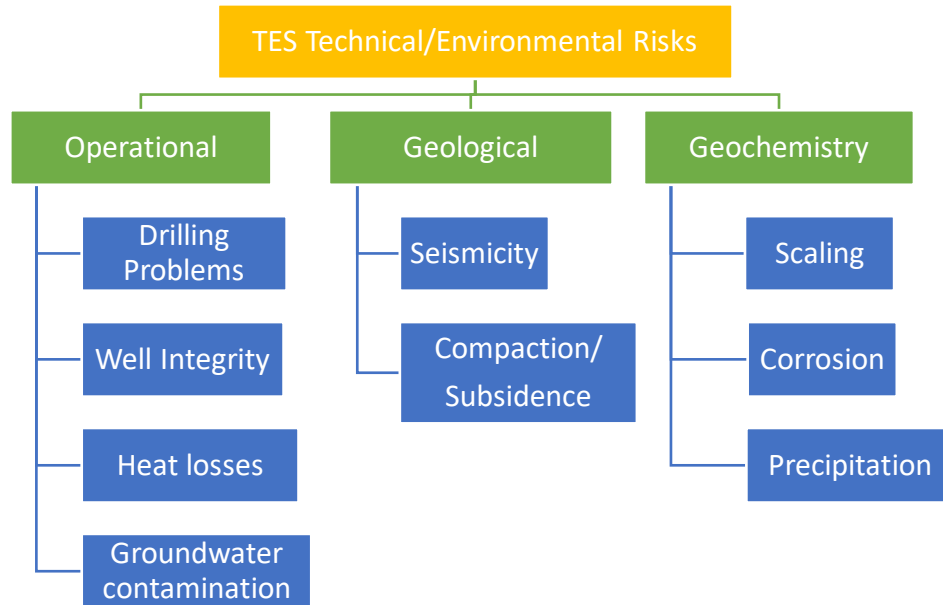 TES Technical/Environmental Risks
Operational
Geological
Geochemistry
Drilling
Problems
Well Integrity
Heat losses
Groundwater
contamination
Seismicity
Compaction/
Subsidence
Scaling
Corrosion
Precipitation